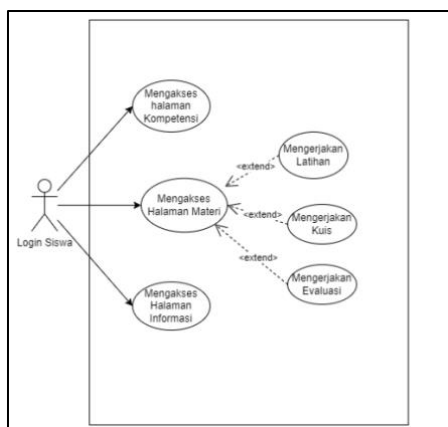 Mengakses
halaman
Kompetensi
Mengerjakan
Latihan
<extend>
Mengakses
Halaman Materi
<extend>
Mengerjakan
Kuis
Login Siswa
<extend>
Mengerjakan
Evaluasi
Mengakses
Halaman
Informasi